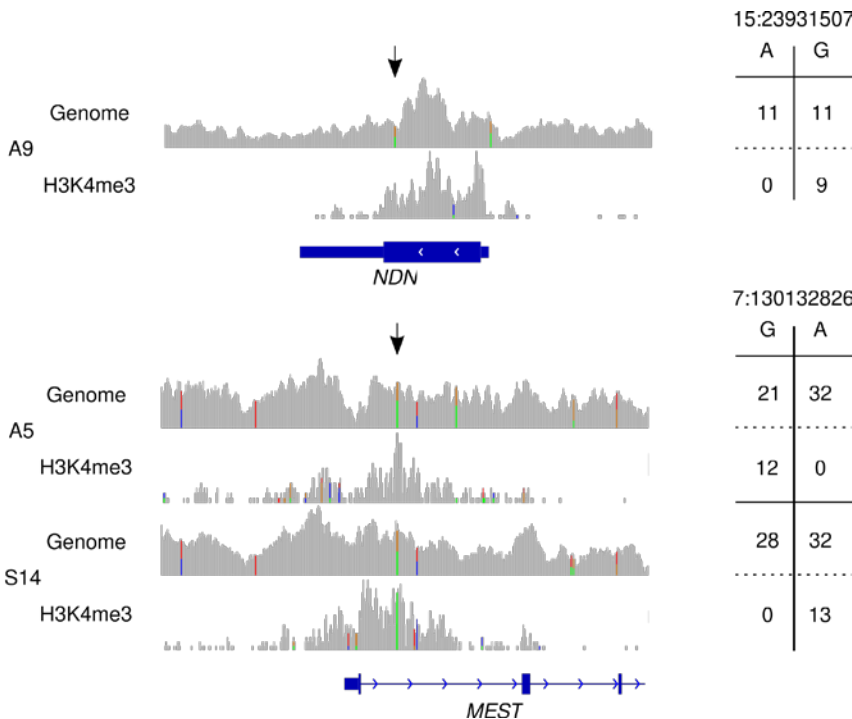 15:23931507
A G
Genome 11 11
A9
H3K4me3 0 9
NDN
7:130132826
G A
Genome 21 32
A5
H3K4me3 12 0
Genome 28 32
S14
H3K4me3 0 13
MEST